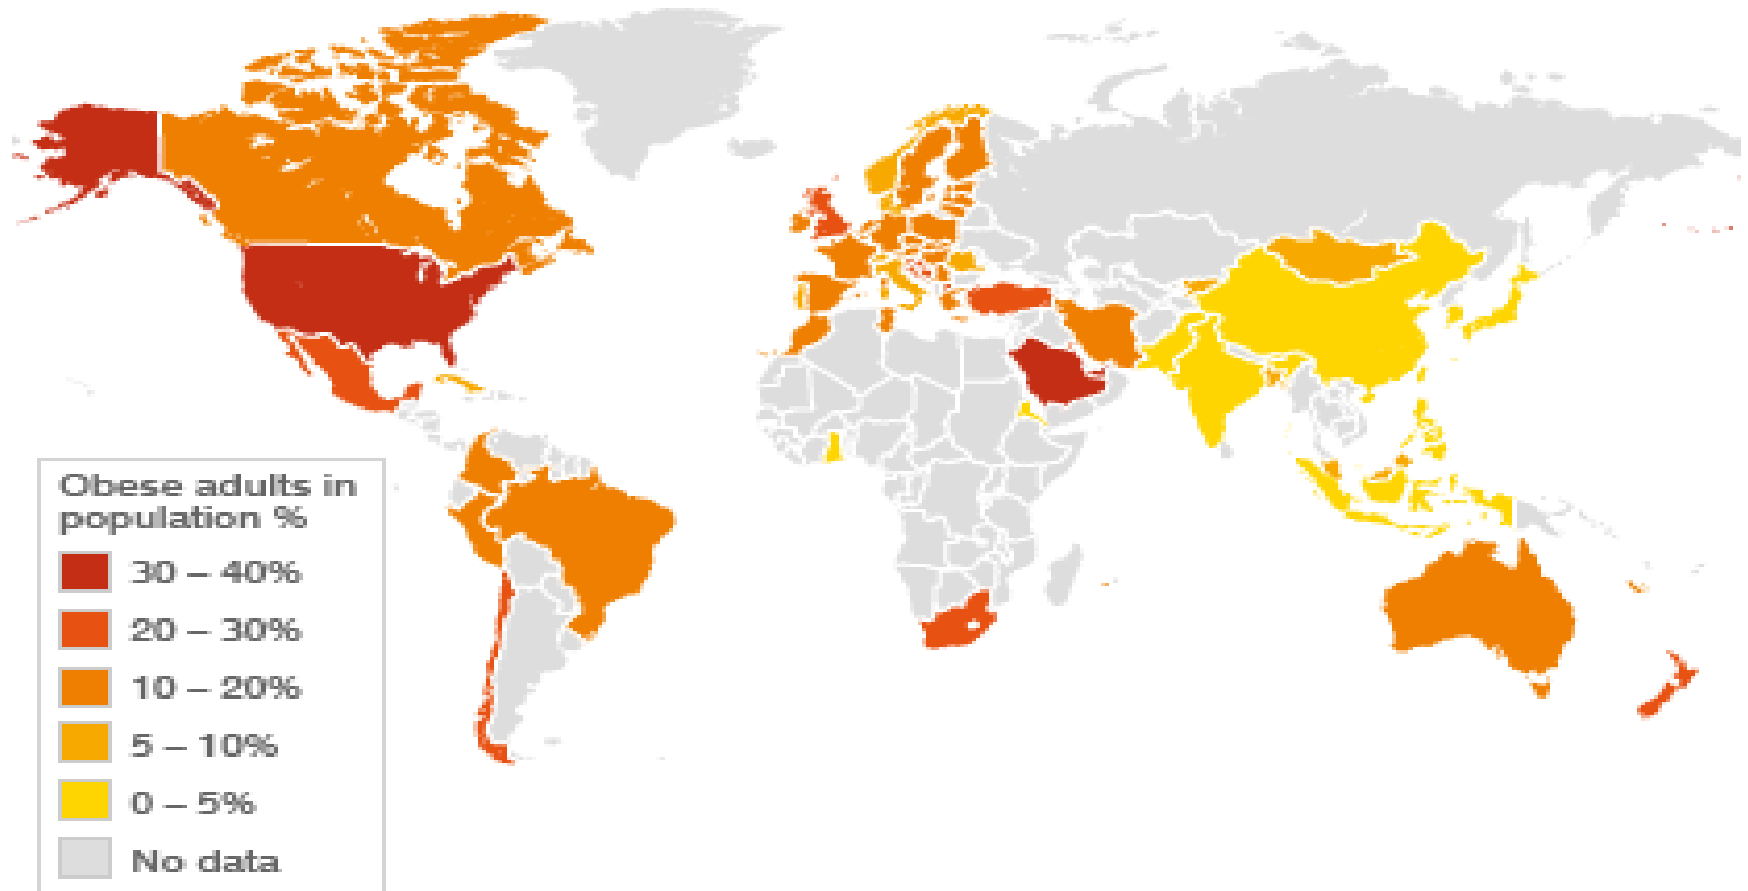 Obese adults in
population %
30 – 40%
20 – 30%
10 – 20%
5 – 10%
0 – 5%
No data